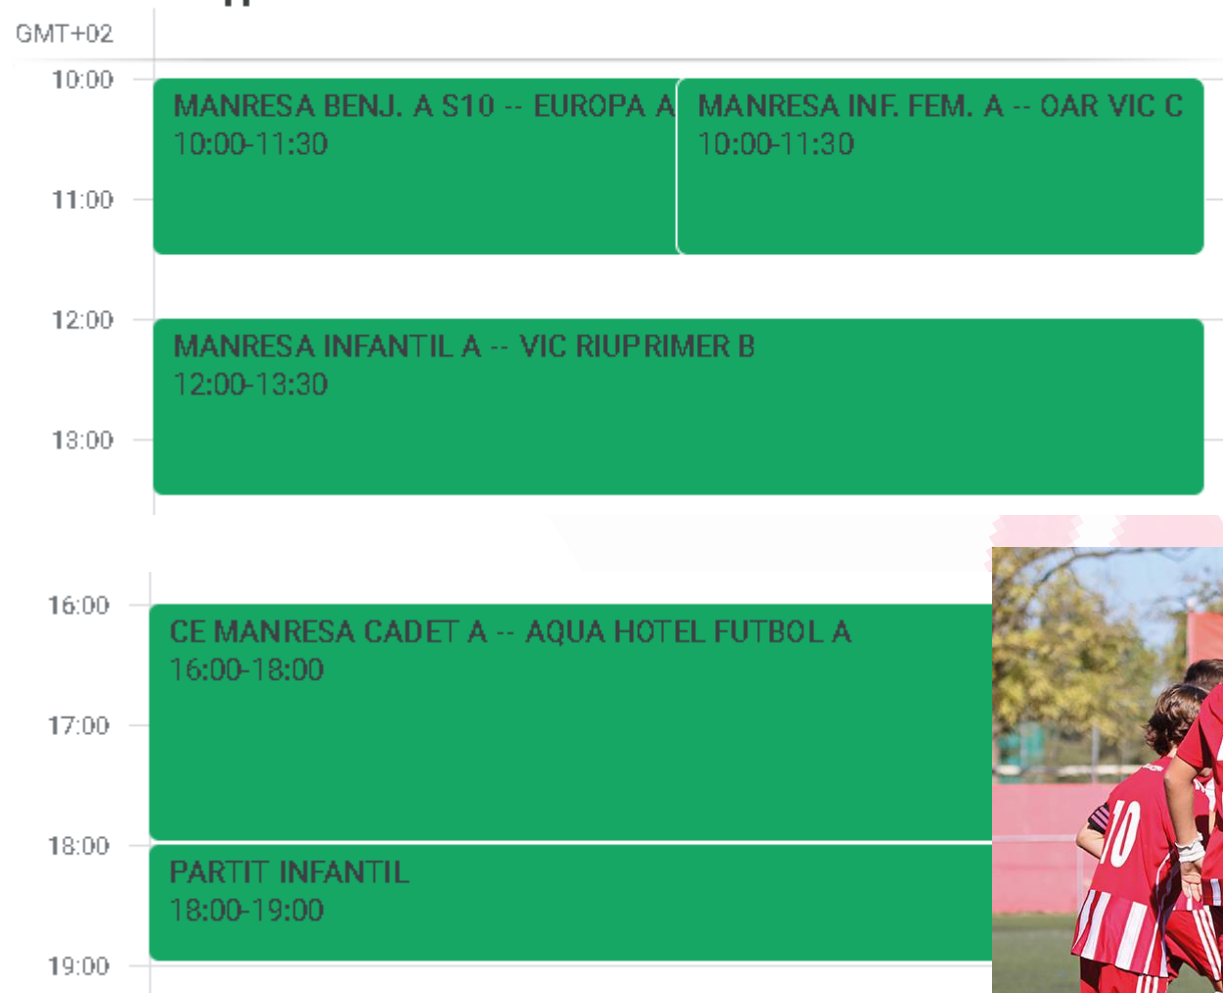 GMT+02
10:00
MANRESA BENJ. A S10 -- EUROPA A
10:00-11:30
MANRESA INF. FEM. A -- OAR VIC C
10:00-11:30
11:00
12:00
MANRESA INFANTIL A -- VIC RIUPRIMER B
12:00-13:30
13:00
16:00
CE MANRESA CADET A -- AQUA HOTEL FUTBOL A
16:00-18:00
17:00
18:00
PARTIT INFANTIL
18:00-19:00
19:00
10